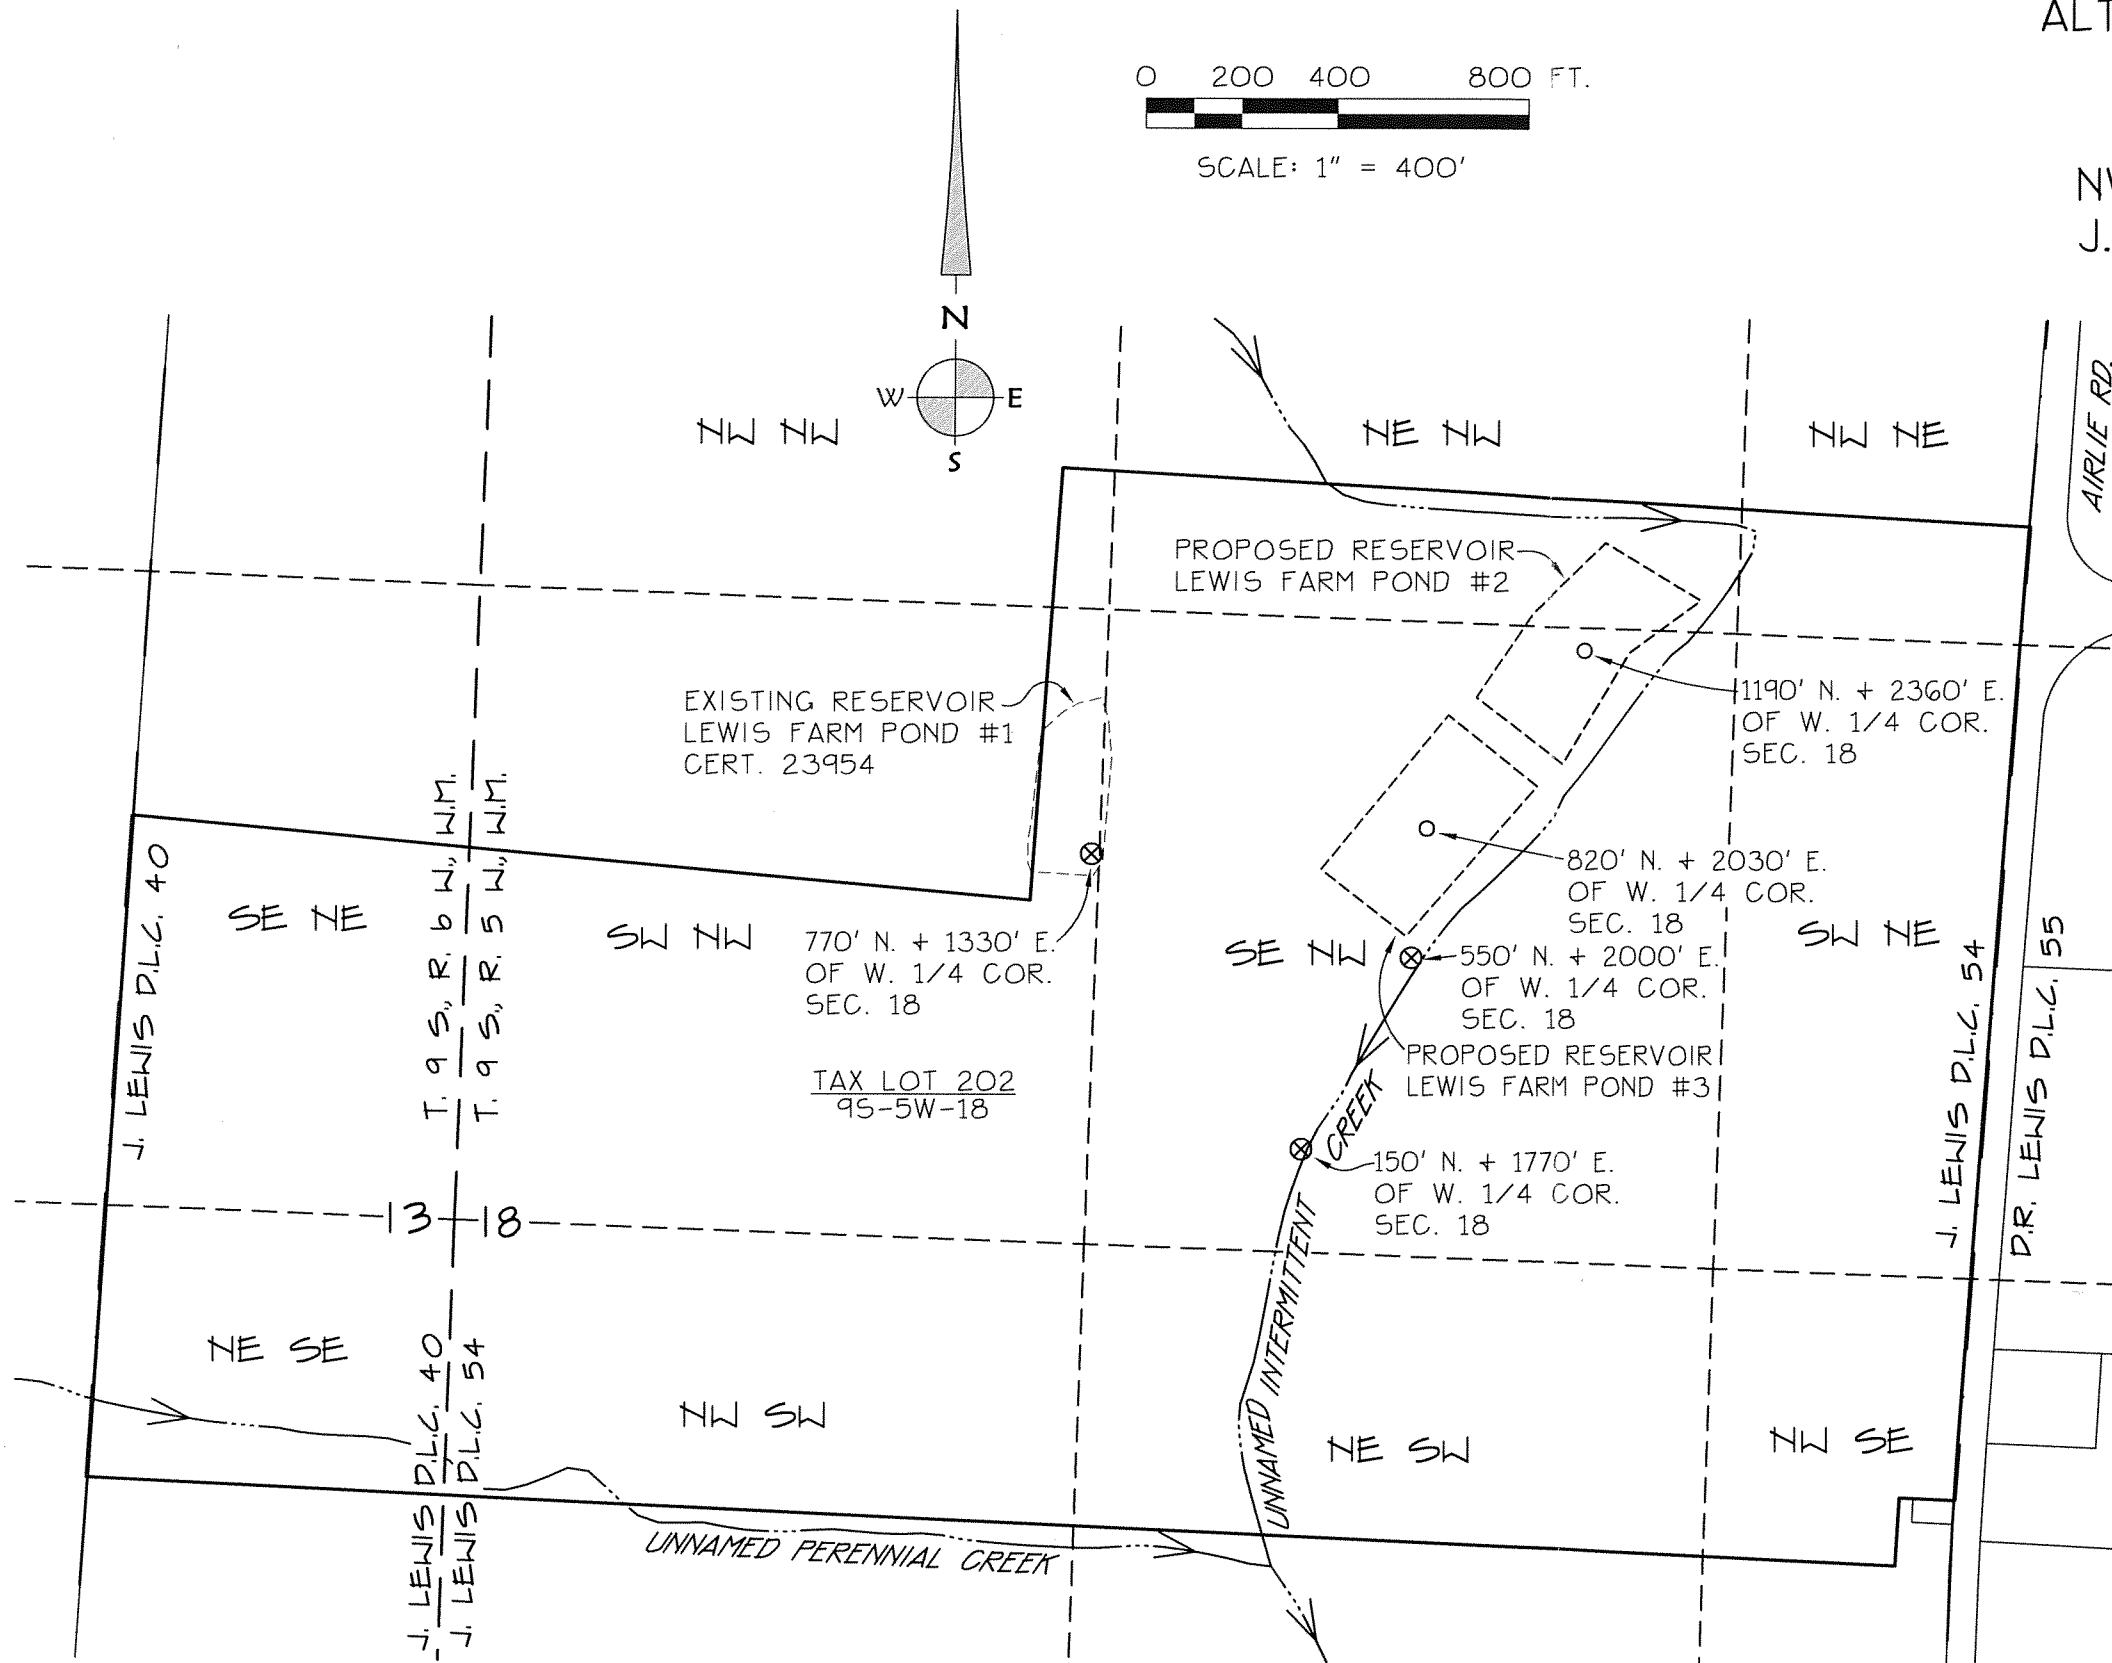 ALT
0 200 400 800 FT.
SCALE: 1" = 400'
NW
J.
N
W E
S
NW NW
NE NW
NW NE
AIRLIE RD.
PROPOSED RESERVOIR
LEWIS FARM POND #2
EXISTING RESERVOIR
LEWIS FARM POND #1
CERT. 23954
1190' N. + 2360' E.
OF W. 1/4 COR.
SEC. 18
T. 9 S., R. 6 W., W.M.
T. 9 S., R. 5 W., W.M.
J. LEWIS D.L.C. 40
SE NE
SW NW
770' N. + 1330' E.
OF W. 1/4 COR.
SEC. 18
820' N. + 2030' E.
OF W. 1/4 COR.
SEC. 18
SE NW
550' N. + 2000' E.
OF W. 1/4 COR.
SEC. 18
SW NE
J. LEWIS D.L.C. 54
D.R. LEWIS D.L.C. 55
PROPOSED RESERVOIR
LEWIS FARM POND #3
TAX LOT 202
9S-5W-18
150' N. + 1770' E.
OF W. 1/4 COR.
SEC. 18
13 18
UNNAMED INTERMITTENT CREEK
NE SE
J. LEWIS D.L.C. 40
J. LEWIS D.L.C. 54
NW SW
NE SW
NW SE
UNNAMED PERENNIAL CREEK